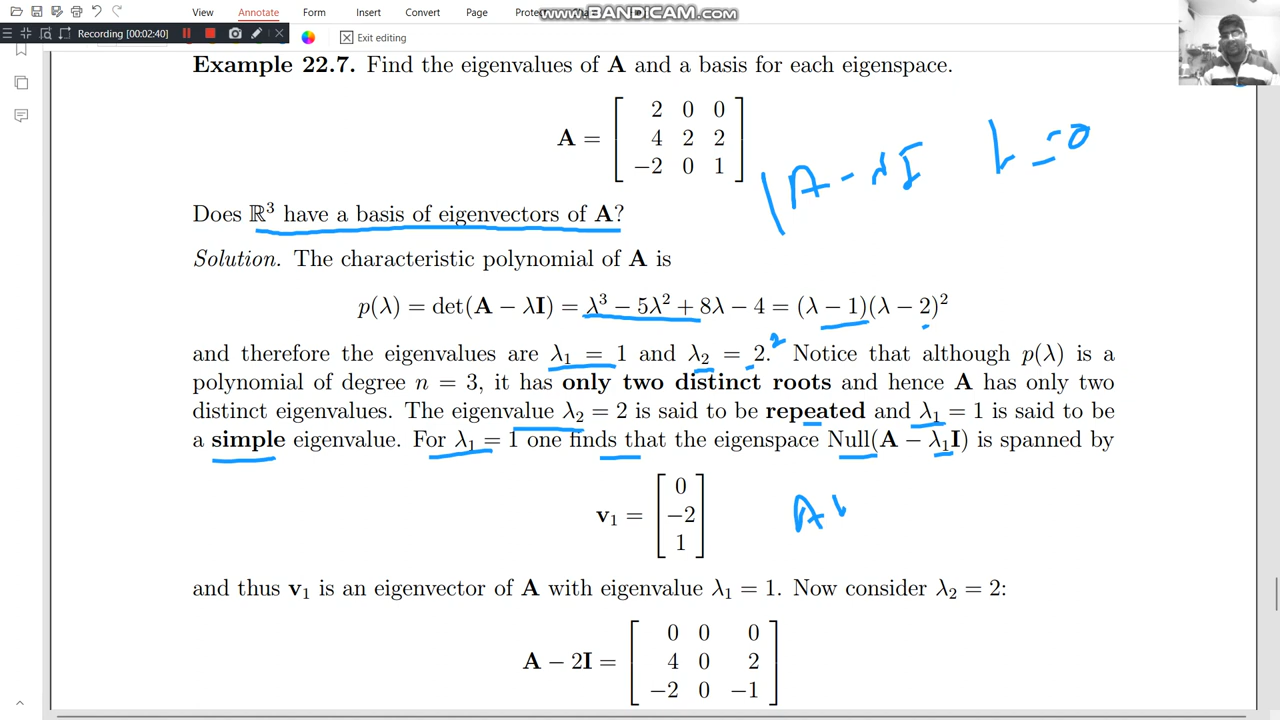 View Annotate Form Insert Convert Page
www.BANDICAM.com
Recording [00:02:40]
Exit editing
Example 22.7. Find the eigenvalues of A and a basis for each eigenspace.
A = [ 2 0 0
4 2 2
−2 0 1 ]
|A − λI L = 0
Does ℝ³ have a basis of eigenvectors of A?
Solution. The characteristic polynomial of A is
p(λ) = det(A − λI) = λ³ − 5λ² + 8λ − 4 = (λ − 1)(λ − 2)²
and therefore the eigenvalues are λ₁ = 1 and λ₂ = 2.² Notice that although p(λ) is a
polynomial of degree n = 3, it has only two distinct roots and hence A has only two
distinct eigenvalues. The eigenvalue λ₂ = 2 is said to be repeated and λ₁ = 1 is said to be
a simple eigenvalue. For λ₁ = 1 one finds that the eigenspace Null(A − λ₁I) is spanned by
v₁ = [ 0
−2
1 ]
and thus v₁ is an eigenvector of A with eigenvalue λ₁ = 1. Now consider λ₂ = 2:
A − 2I = [ 0 0 0
4 0 2
−2 0 −1 ]